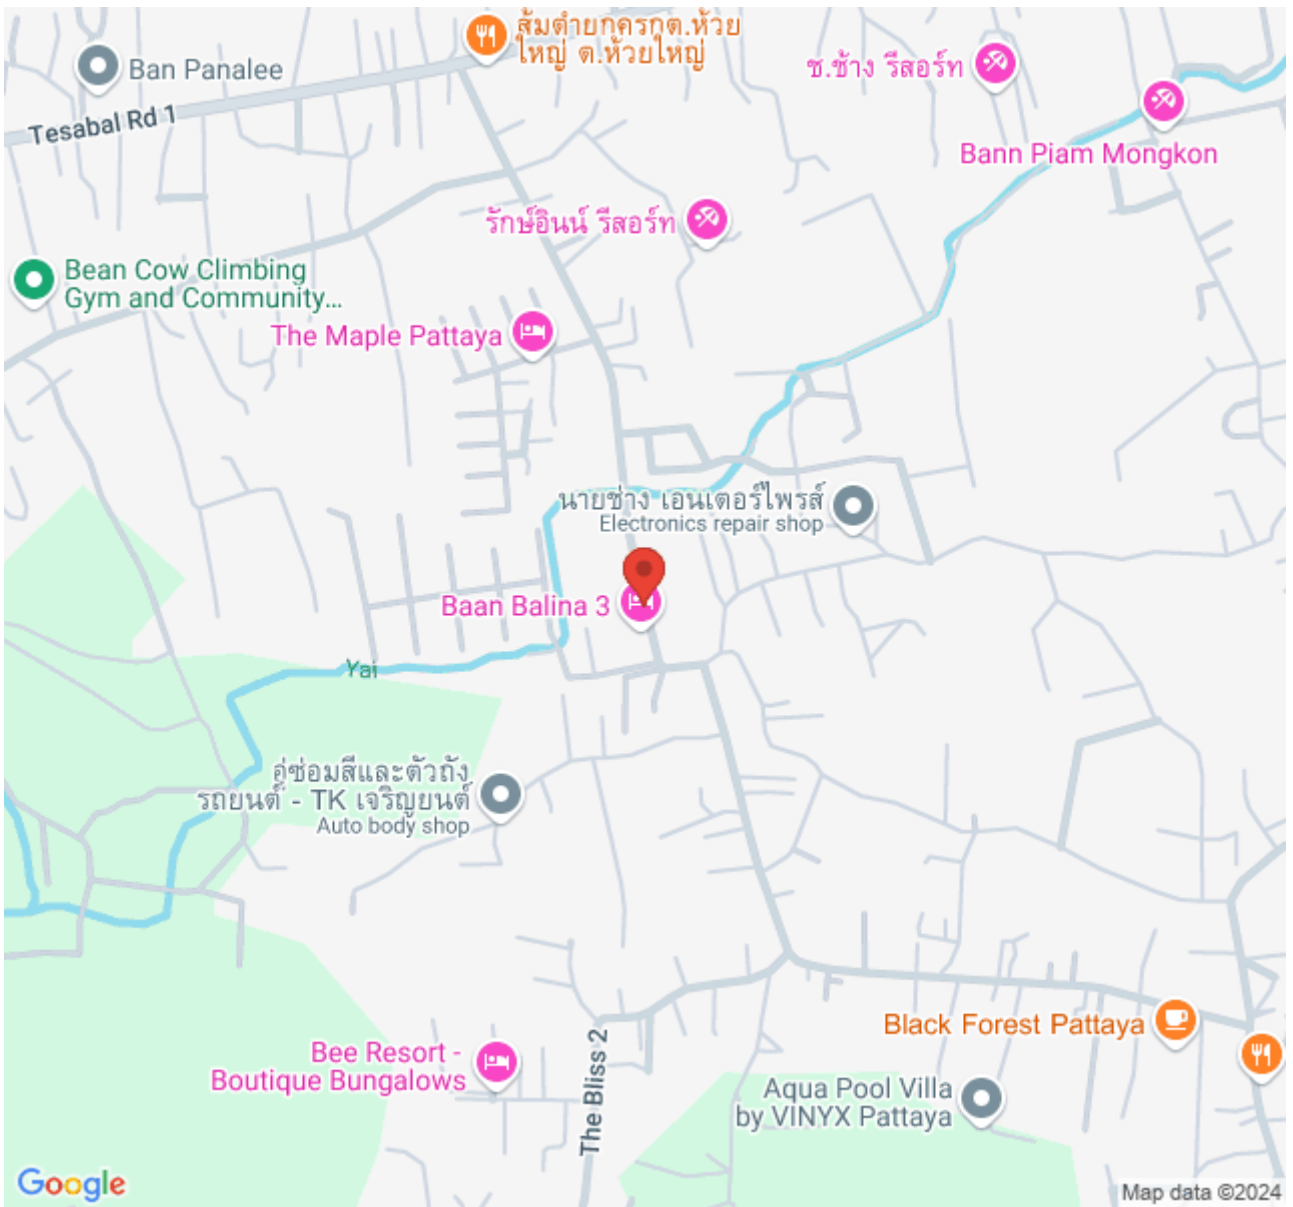 ส้มตำยกครกต.ห้วย
ใหญ่ ต.ห้วยใหญ่
Ban Panalee
ช.ช้าง รีสอร์ท
Tesabal Rd 1
Bann Piam Mongkon
รักษ์อินน์ รีสอร์ท
Bean Cow Climbing
Gym and Community...
The Maple Pattaya
นายช่าง เอนเตอร์ไพรส์
Electronics repair shop
Baan Balina 3
Yai
อู่ซ่อมสีและตัวถัง
รถยนต์ - TK เจริญยนต์
Auto body shop
Black Forest Pattaya
Bee Resort -
Boutique Bungalows
The Bliss 2
Aqua Pool Villa
by VINYX Pattaya
Google
Map data ©2024